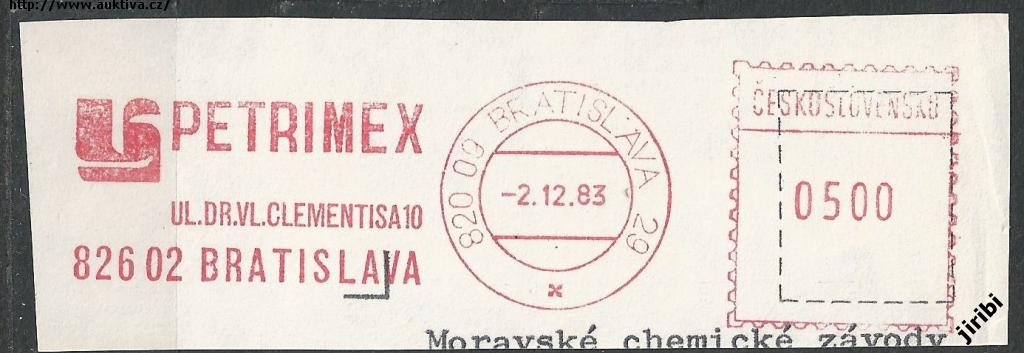 http://www.auktiva.cz/
PETRIMEX
UL.DR.VL.CLEMENTISA10
826 02 BRATISLAVA
820 09 BRATISLAVA 29
-2.12.83
ČESKOSLOVENSKO
0500
Moravské chemické závody
jiribi